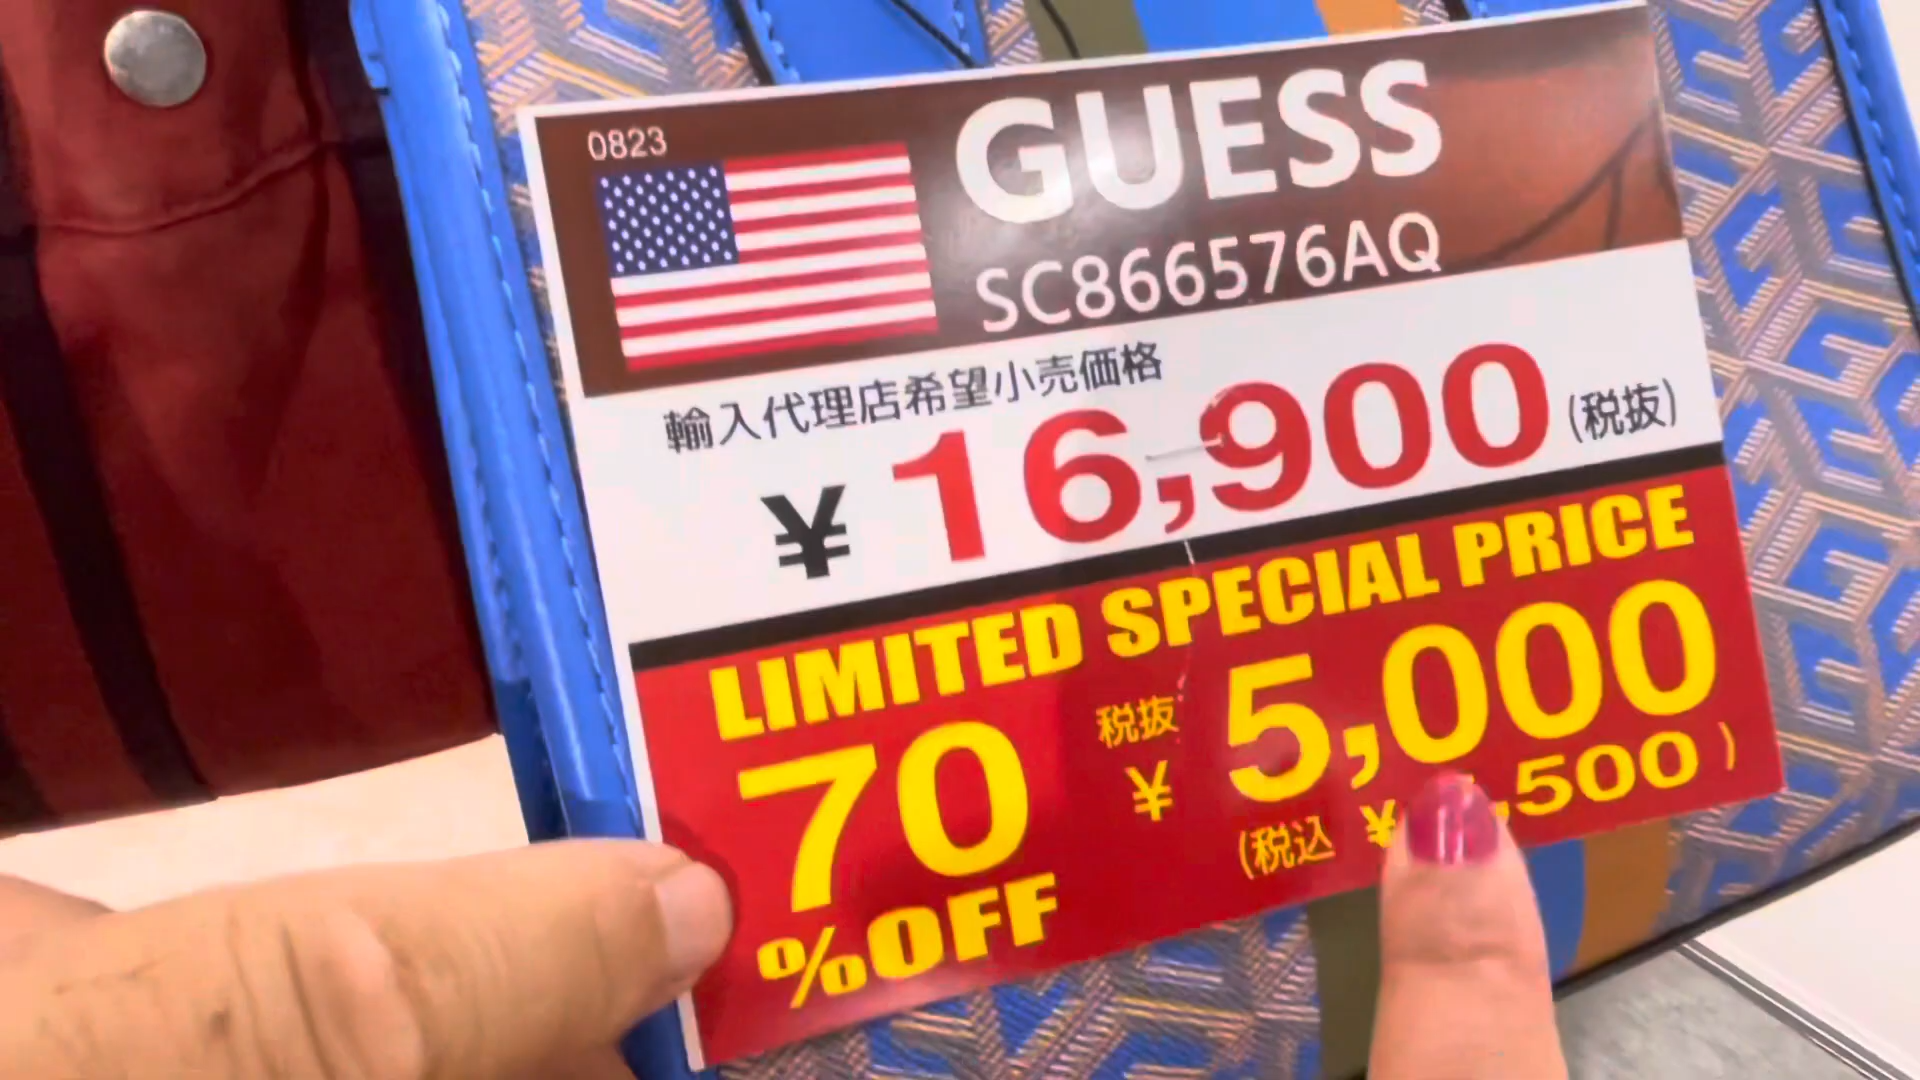 0823
GUESS
SC866576AQ
輸入代理店希望小売価格
¥ 16,900 (税抜)
LIMITED SPECIAL PRICE
70
%OFF
税抜
¥ 5,000
(税込 ¥ ,500)